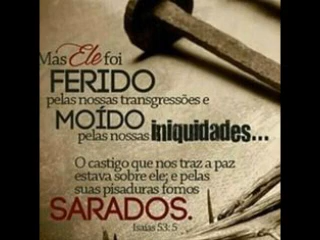 Mas Ele foi
FERIDO
pelas nossas transgressões e
MOÍDO
pelas nossas iniquidades...
O castigo que nos traz a paz
estava sobre ele; e pelas
suas pisaduras fomos
SARADOS.
Isaías 53: 5